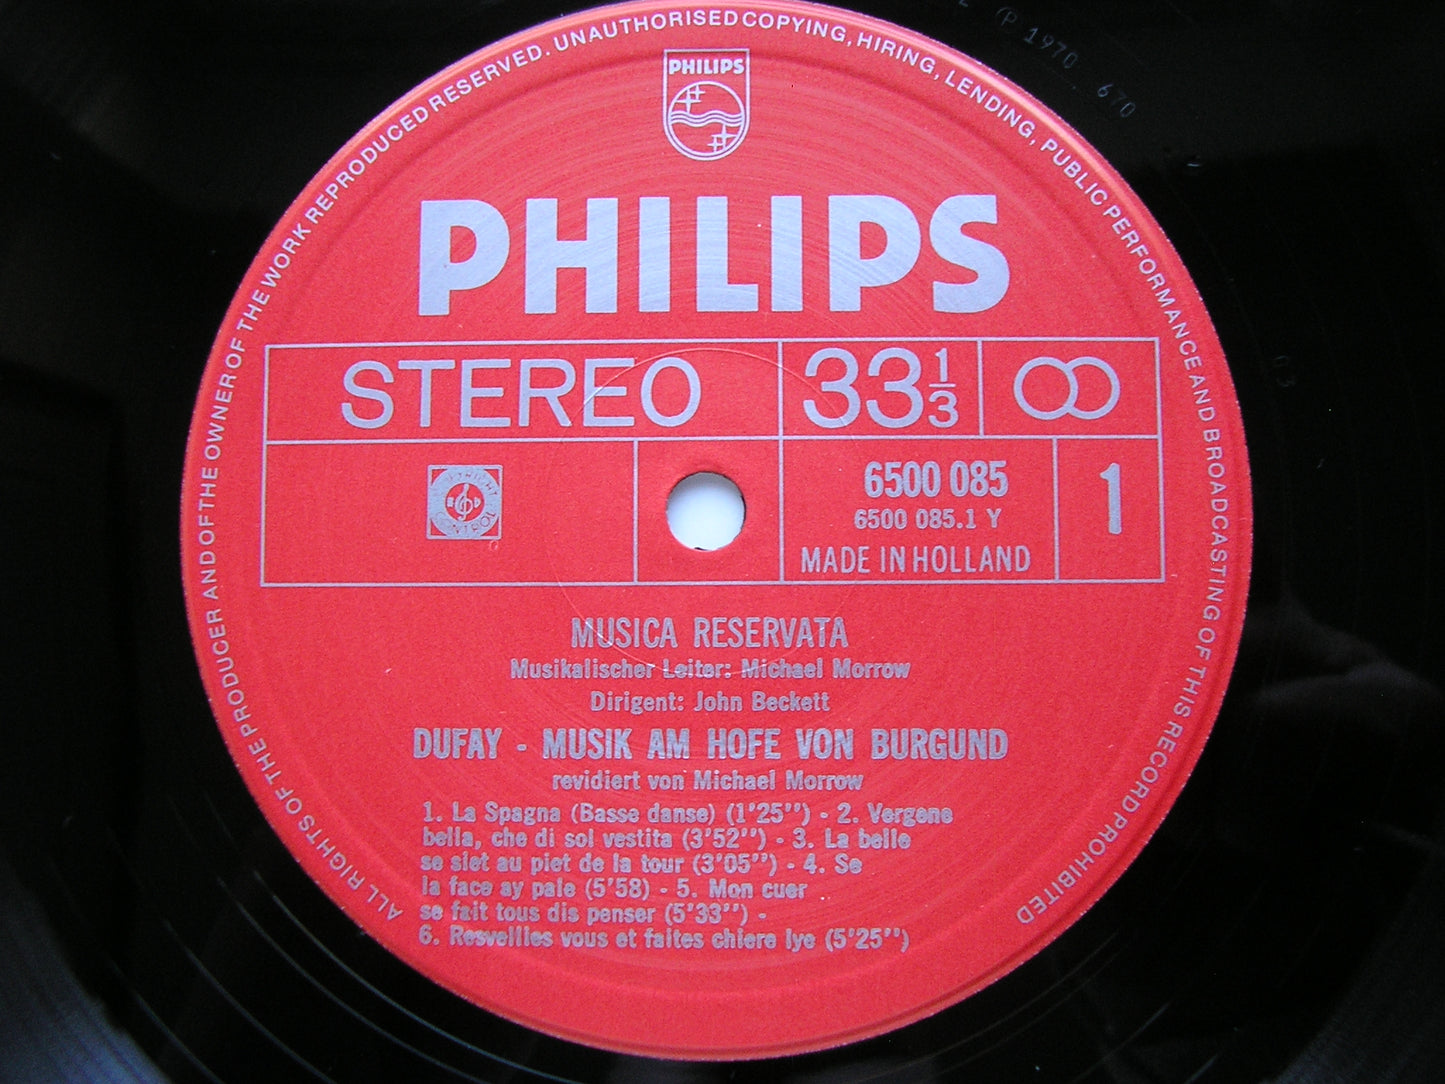 ALL RIGHTS OF THE PRODUCER AND OF THE OWNER OF THE WORK REPRODUCED RESERVED. UNAUTHORISED COPYING, HIRING, LENDING, PUBLIC PERFORMANCE AND BROADCASTING OF THIS RECORD PROHIBITED
℗ 1970 670
PHILIPS
PHILIPS
STEREO 33 1/3
6500 085 1
6500 085.1 Y
MADE IN HOLLAND
MUSICA RESERVATA
Musikalischer Leiter: Michael Morrow
Dirigent: John Beckett
DUFAY - MUSIK AM HOFE VON BURGUND
revidiert von Michael Morrow
1. La Spagna (Basse danse) (1'25'') - 2. Vergene
bella, che di sol vestita (3'52'') - 3. La belle
se siet au piet de la tour (3'05'') - 4. Se
la face ay pale (5'58) - 5. Mon cuer
se fait tous dis penser (5'33'') -
6. Resveilles vous et faites chiere lye (5'25'')